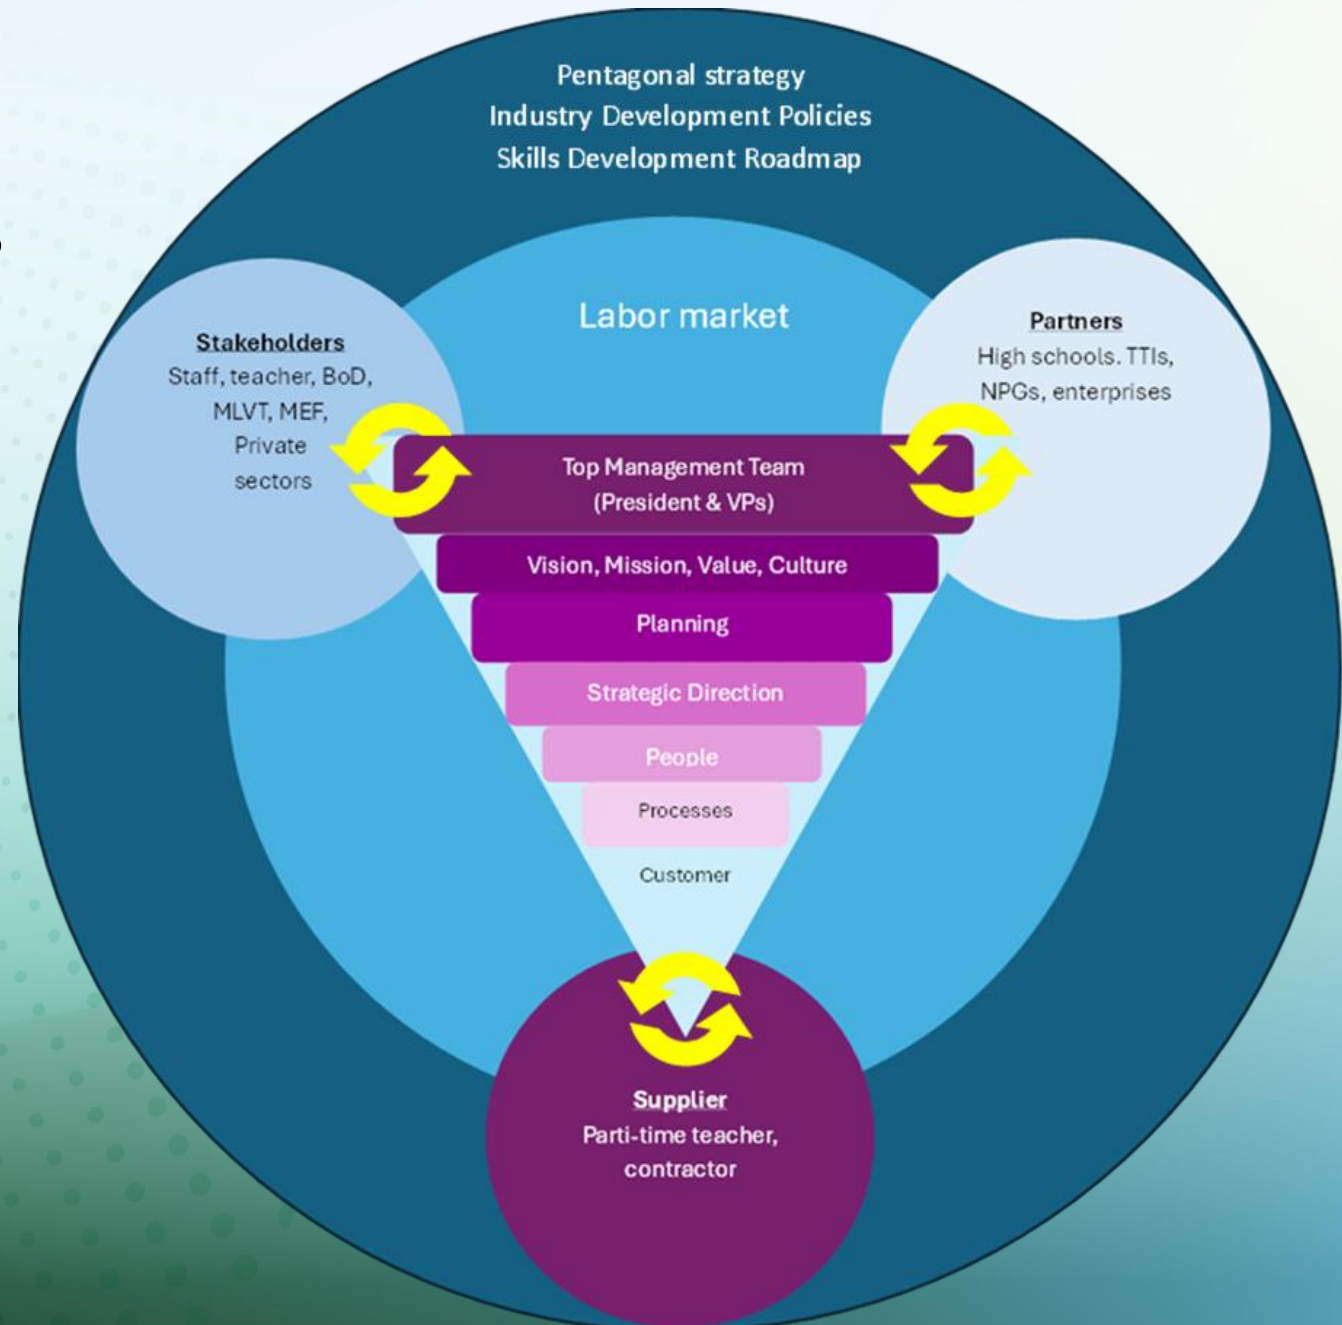 Pentagonal strategy
Industry Development Policies
Skills Development Roadmap
Labor market
Stakeholders
Staff, teacher, BoD,
MLVT, MEF,
Private
sectors
Partners
High schools. TTIs,
NPGs, enterprises
Top Management Team
(President & VPs)
Vision, Mission, Value, Culture
Planning
Strategic Direction
People
Processes
Customer
Supplier
Parti-time teacher,
contractor